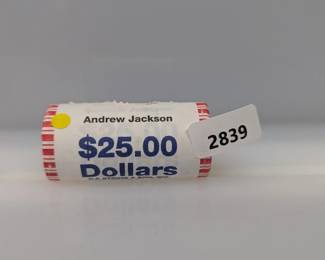 Andrew Jackson
$25.00
Dollars
2839